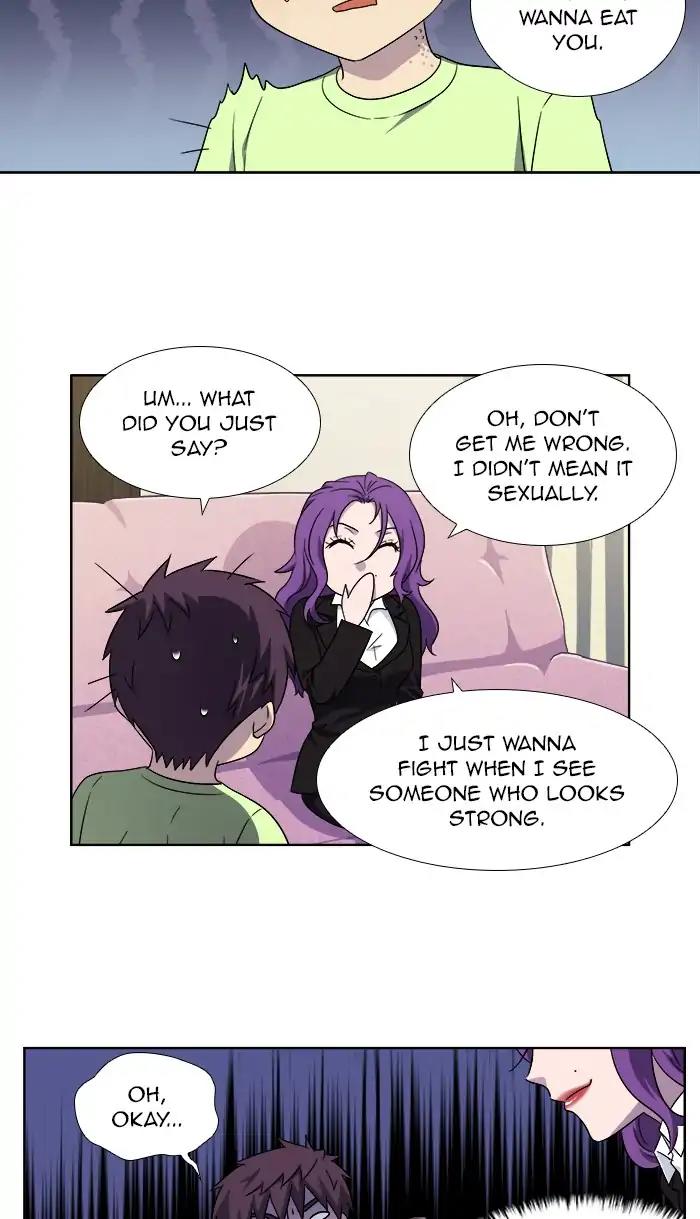 WANNA EAT
YOU.
UM... WHAT
DID YOU JUST
SAY?
OH, DON'T
GET ME WRONG.
I DIDN'T MEAN IT
SEXUALLY.
I JUST WANNA
FIGHT WHEN I SEE
SOMEONE WHO LOOKS
STRONG.
OH,
OKAY...